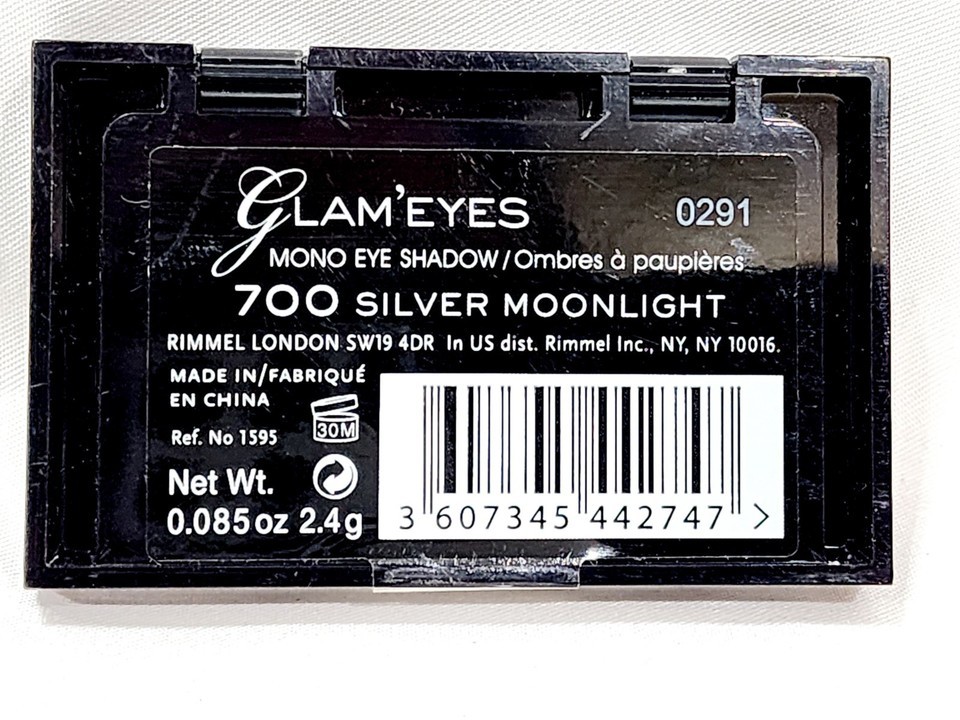 GLAM'EYES 0291
MONO EYE SHADOW/Ombres à paupières
700 SILVER MOONLIGHT
RIMMEL LONDON SW19 4DR In US dist. Rimmel Inc., NY, NY 10016.
MADE IN/FABRIQUÉ
EN CHINA
30M
Ref. No 1595
Net Wt.
0.085oz 2.4g
3 607345 442747 >